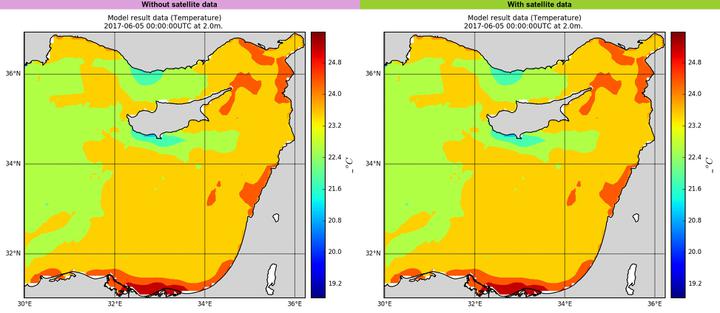 Without satellite data
Model result data (Temperature)
2017-06-05 00:00:00UTC at 2.0m.
36°N
34°N
32°N
30°E
32°E
34°E
36°E
24.8
24.0
23.2
22.4
21.6
20.8
20.0
19.2
_°C
With satellite data
Model result data (Temperature)
2017-06-05 00:00:00UTC at 2.0m.
36°N
34°N
32°N
30°E
32°E
34°E
36°E
24.8
24.0
23.2
22.4
21.6
20.8
20.0
19.2
_°C